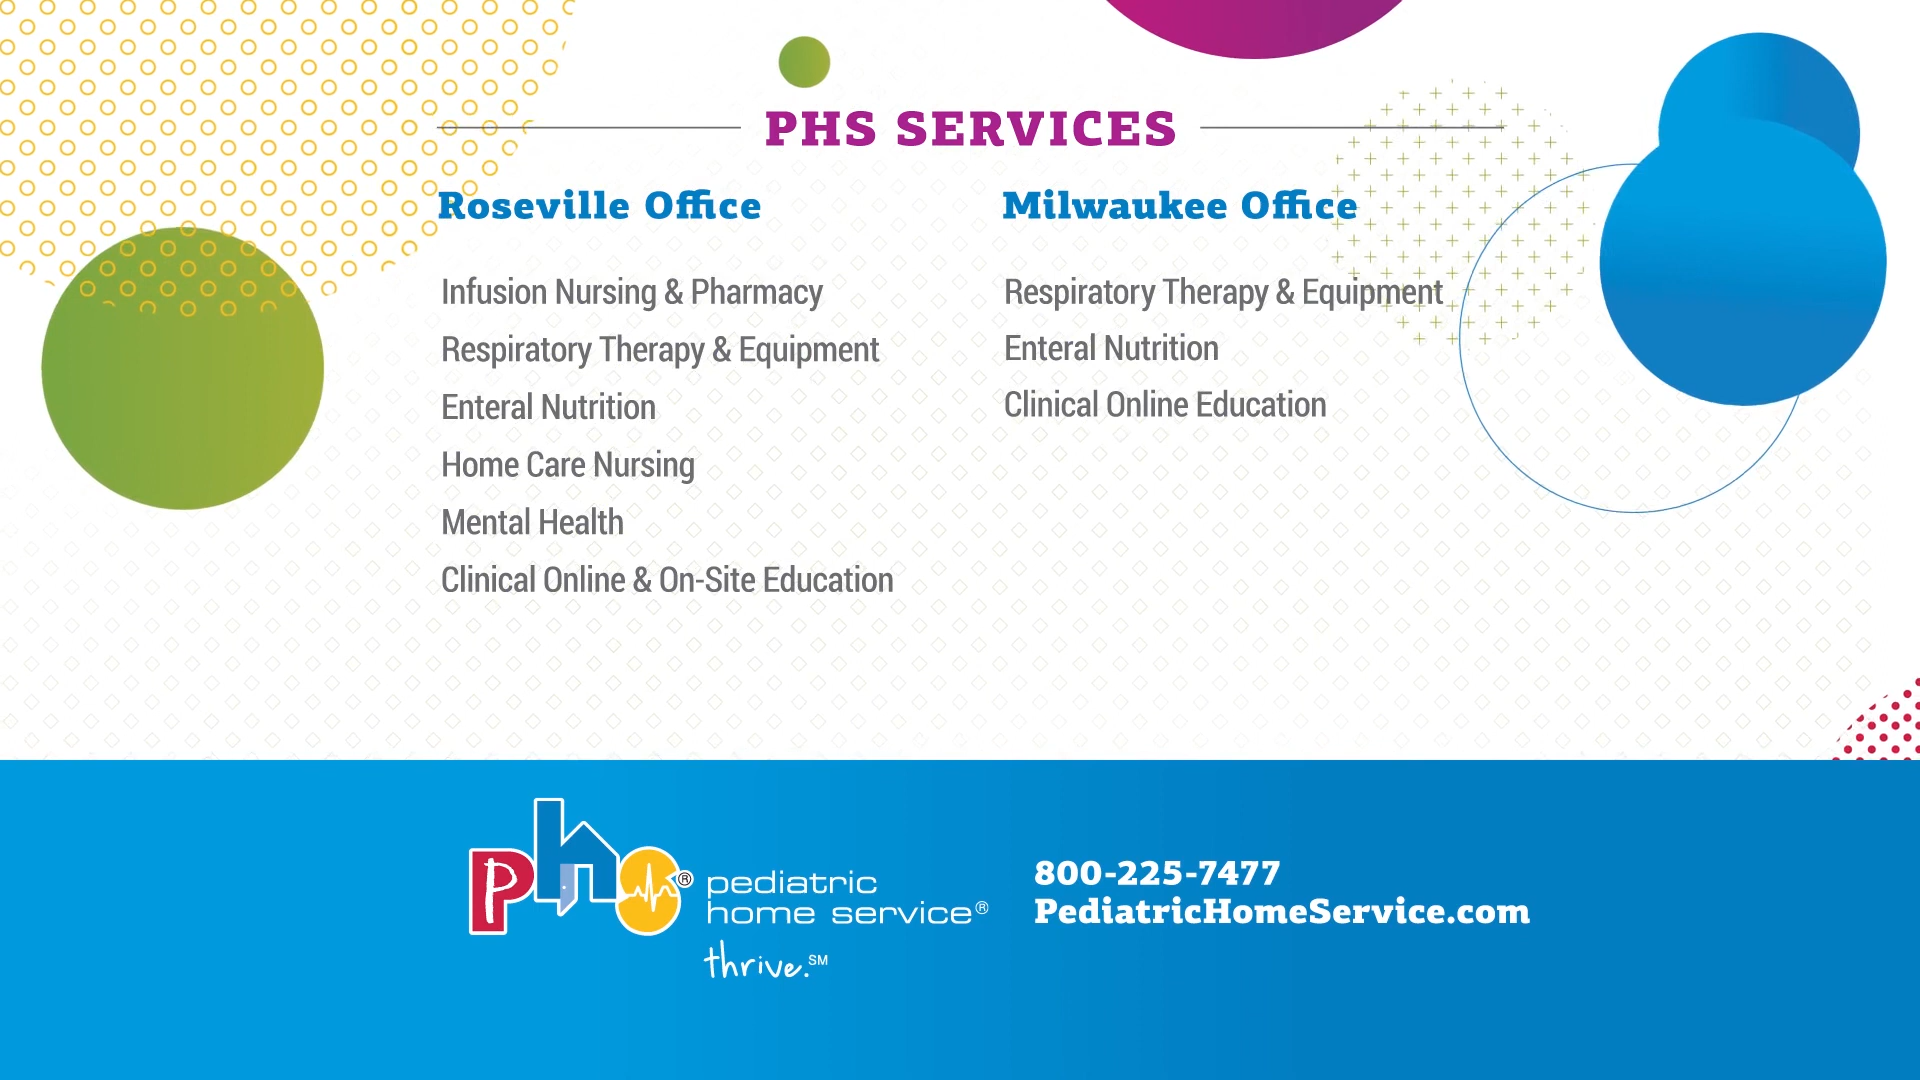 PHS SERVICES
Roseville Office
Infusion Nursing & Pharmacy
Respiratory Therapy & Equipment
Enteral Nutrition
Home Care Nursing
Mental Health
Clinical Online & On-Site Education
Milwaukee Office
Respiratory Therapy & Equipment
Enteral Nutrition
Clinical Online Education
phs®
pediatric
home service®
thrive.℠
800-225-7477
PediatricHomeService.com